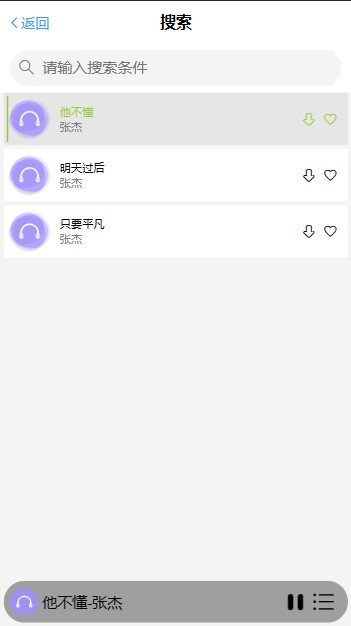 返回
搜索
请输入搜索条件
他不懂
张杰
明天过后
张杰
只要平凡
张杰
他不懂-张杰